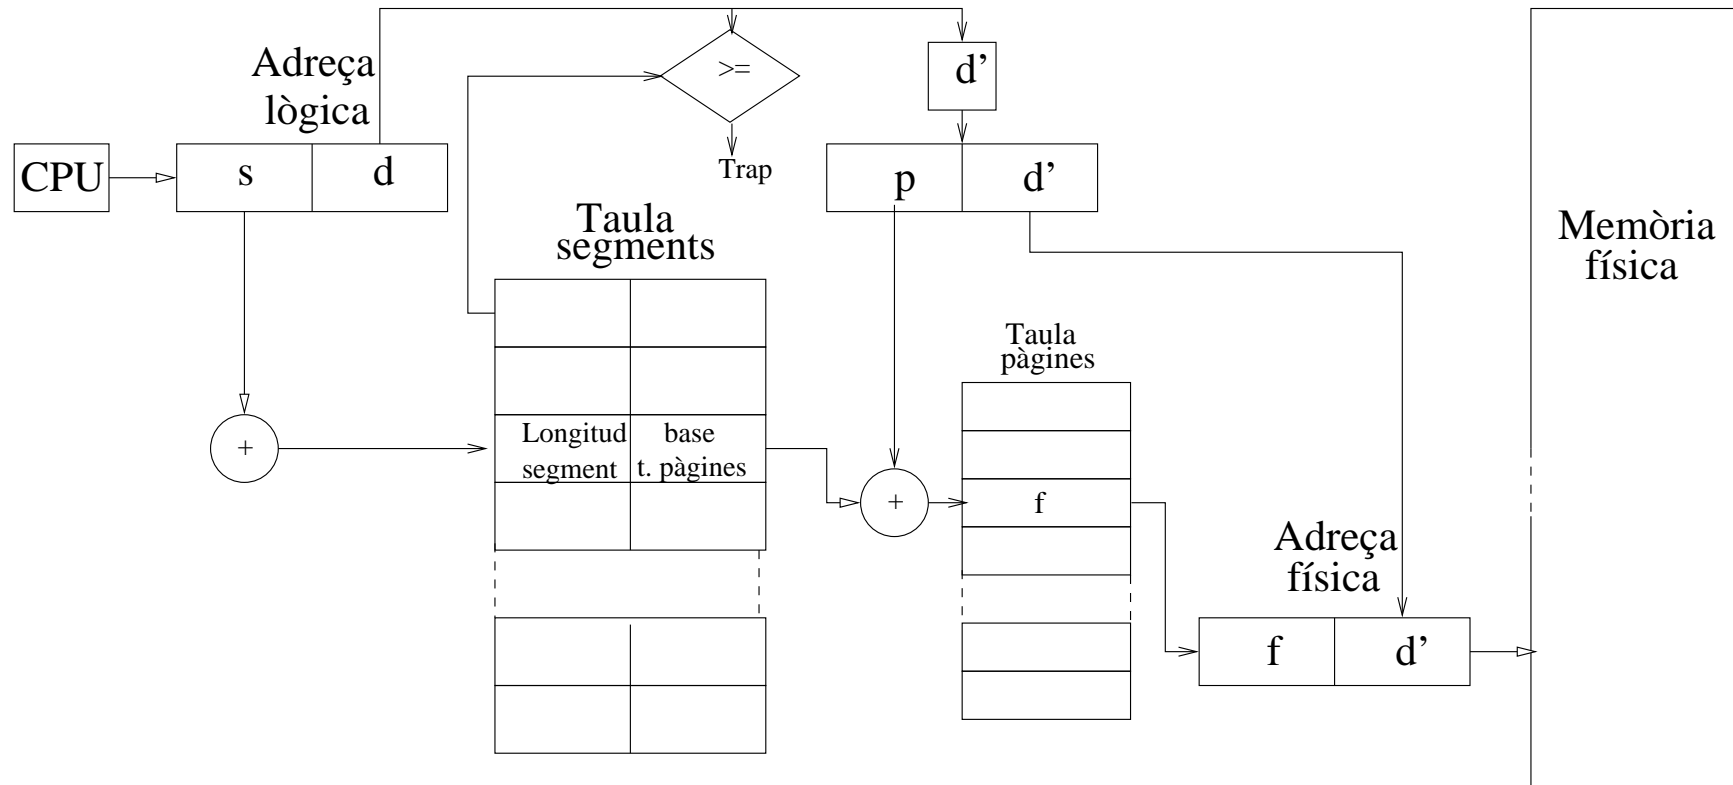 Adreça
lògica
CPU
s
d
>=
Trap
d’
p
d’
Memòria
física
Taula
segments
Taula
pàgines
+
Longitud
segment
base
t. pàgines
+
f
Adreça
física
f
d’